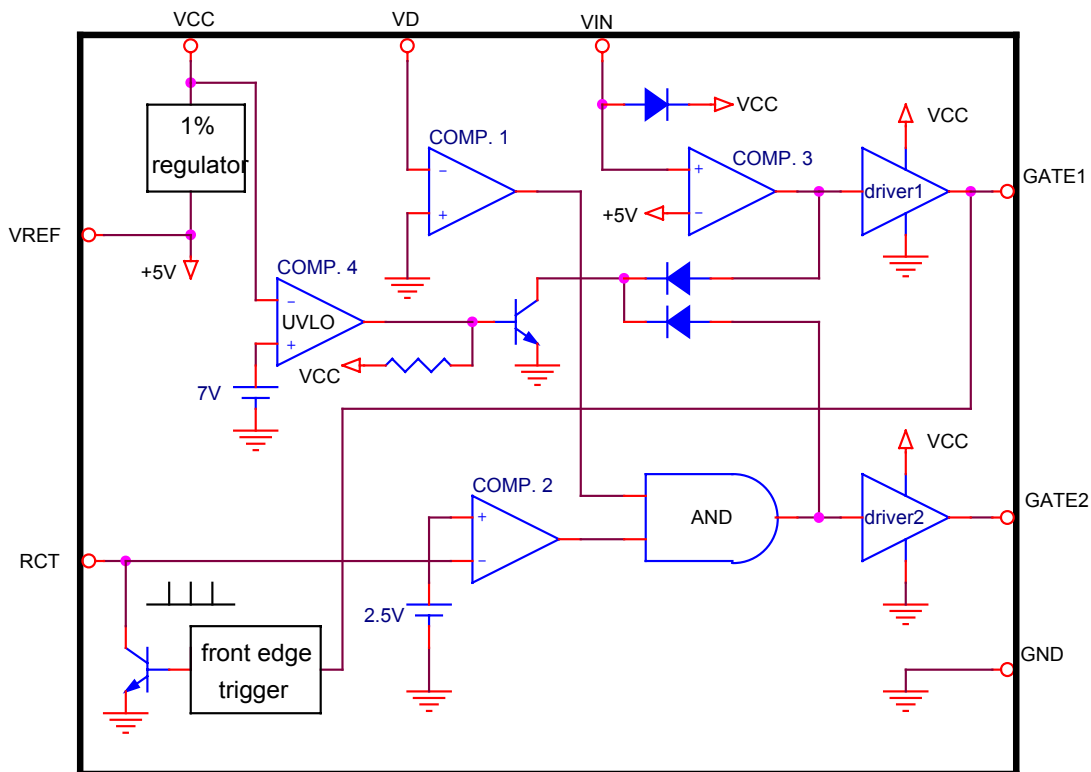 VCC
VD
VIN
1%
regulator
COMP. 1
−
+
VCC
COMP. 3
+
−
+5V
VCC
driver1
GATE1
VREF
+5V
COMP. 4
−
UVLO
+
7V
VCC
COMP. 2
+
−
2.5V
AND
VCC
driver2
GATE2
RCT
front edge
trigger
GND